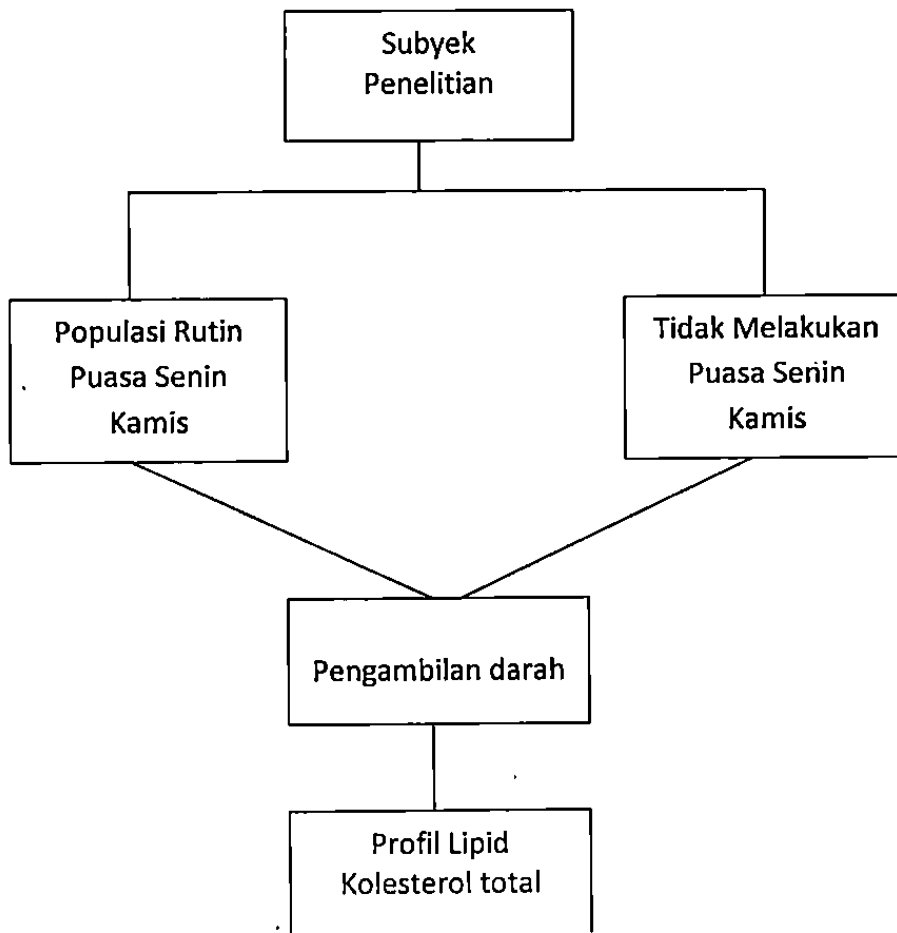 Subyek
Penelitian
Populasi Rutin
Puasa Senin
Kamis
Tidak Melakukan
Puasa Senin
Kamis
Pengambilan darah
Profil Lipid
Kolesterol total